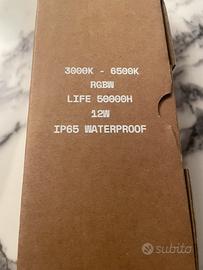 3000K - 6500K
RGBW
LIFE 50000H
12W
IP65 WATERPROOF
subito